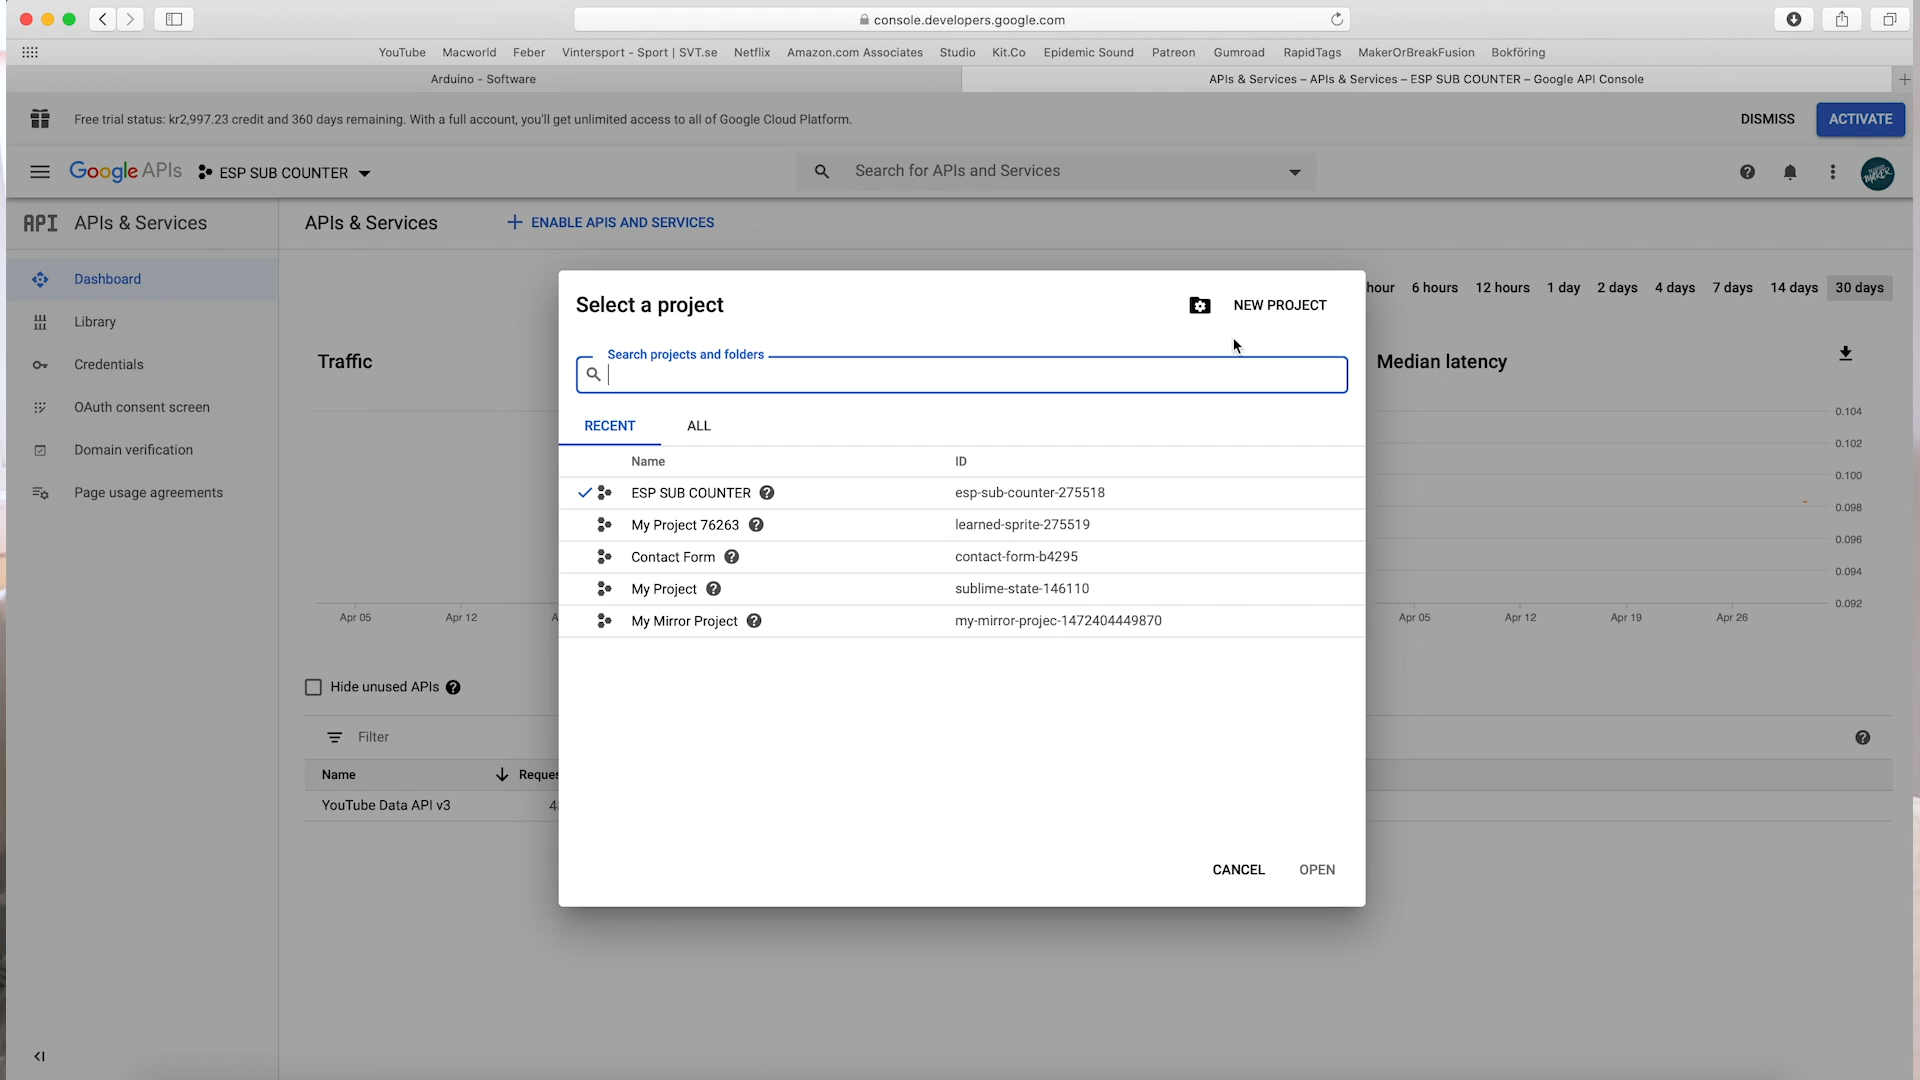 console.developers.google.com
YouTube Macworld Feber Vintersport - Sport | SVT.se Netflix Amazon.com Associates Studio Kit.Co Epidemic Sound Patreon Gumroad RapidTags MakerOrBreakFusion Bokföring
Arduino - Software
APIs & Services – APIs & Services – ESP SUB COUNTER – Google API Console
Free trial status: kr2,997.23 credit and 360 days remaining. With a full account, you'll get unlimited access to all of Google Cloud Platform.
DISMISS
ACTIVATE
Google APIs
ESP SUB COUNTER
Search for APIs and Services
MAKER
API APIs & Services
APIs & Services
ENABLE APIS AND SERVICES
Dashboard
Library
Credentials
OAuth consent screen
Domain verification
Page usage agreements
hour 6 hours 12 hours 1 day 2 days 4 days 7 days 14 days 30 days
Traffic
Apr 05 Apr 12 A
Select a project
NEW PROJECT
Search projects and folders
RECENT ALL
Name ID
ESP SUB COUNTER esp-sub-counter-275518
My Project 76263 learned-sprite-275519
Contact Form contact-form-b4295
My Project sublime-state-146110
My Mirror Project my-mirror-projec-1472404449870
CANCEL OPEN
Median latency
0.104
0.102
0.100
0.098
0.096
0.094
0.092
Apr 05 Apr 12 Apr 19 Apr 26
Hide unused APIs
Filter
Name Reques
YouTube Data API v3 4